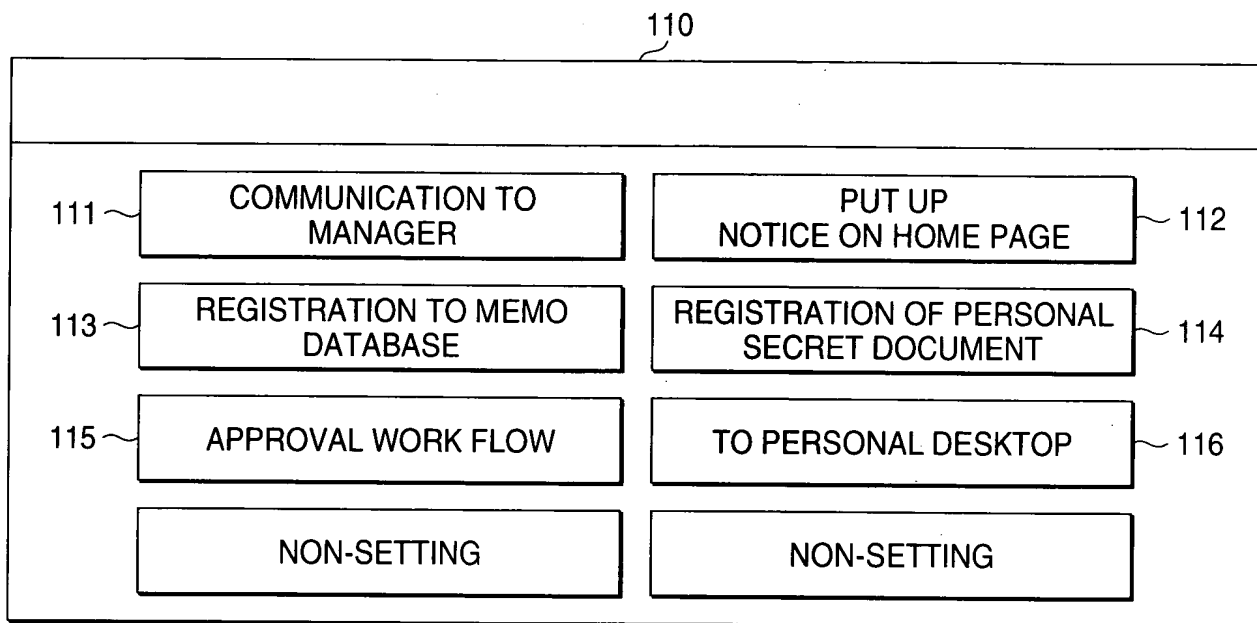 110
111
COMMUNICATION TO
MANAGER
PUT UP
NOTICE ON HOME PAGE
112
113
REGISTRATION TO MEMO
DATABASE
REGISTRATION OF PERSONAL
SECRET DOCUMENT
114
115
APPROVAL WORK FLOW
TO PERSONAL DESKTOP
116
NON-SETTING
NON-SETTING